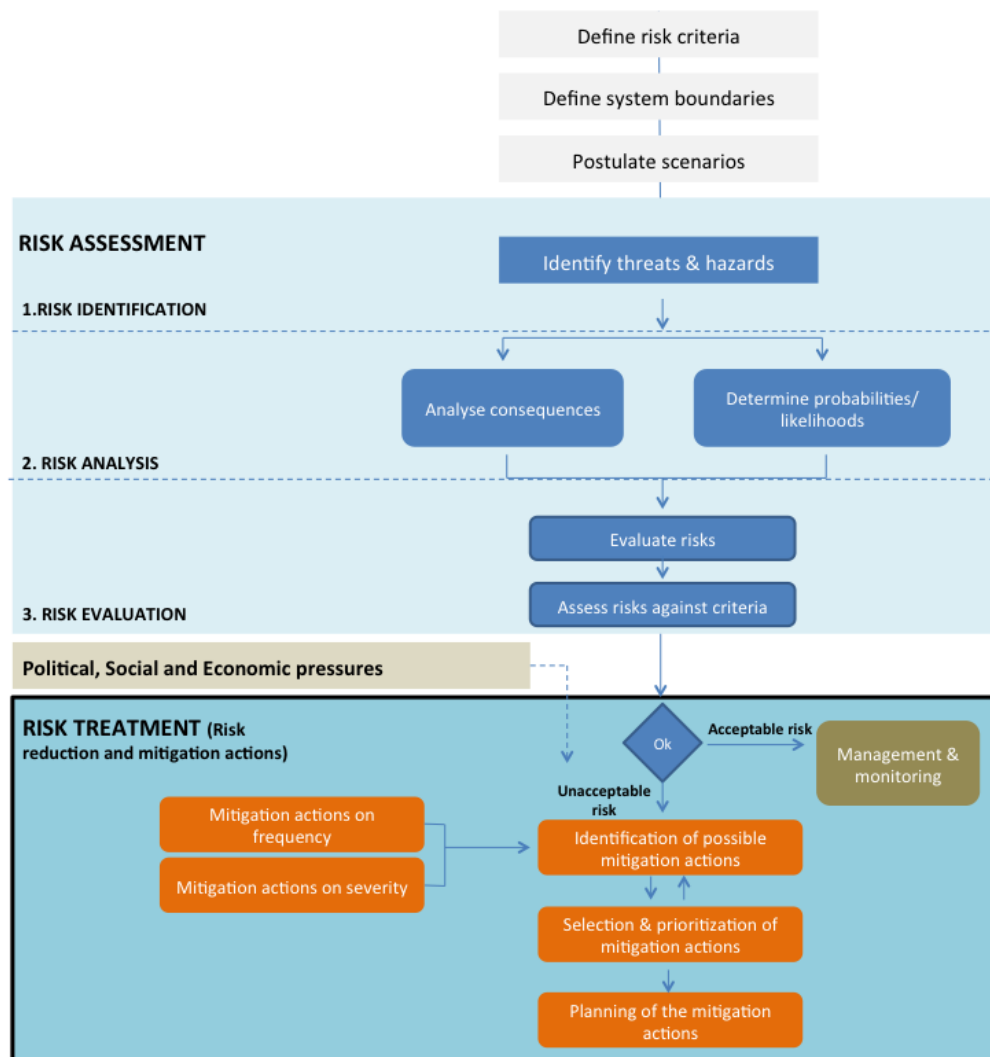 Define risk criteria
Define system boundaries
Postulate scenarios
RISK ASSESSMENT
Identify threats & hazards
1.RISK IDENTIFICATION
Analyse consequences
Determine probabilities/
likelihoods
2. RISK ANALYSIS
Evaluate risks
Assess risks against criteria
3. RISK EVALUATION
Political, Social and Economic pressures
RISK TREATMENT (Risk
reduction and mitigation actions)
Ok
Acceptable risk
Management &
monitoring
Unacceptable
risk
Mitigation actions on
frequency
Mitigation actions on severity
Identification of possible
mitigation actions
Selection & prioritization of
mitigation actions
Planning of the mitigation
actions